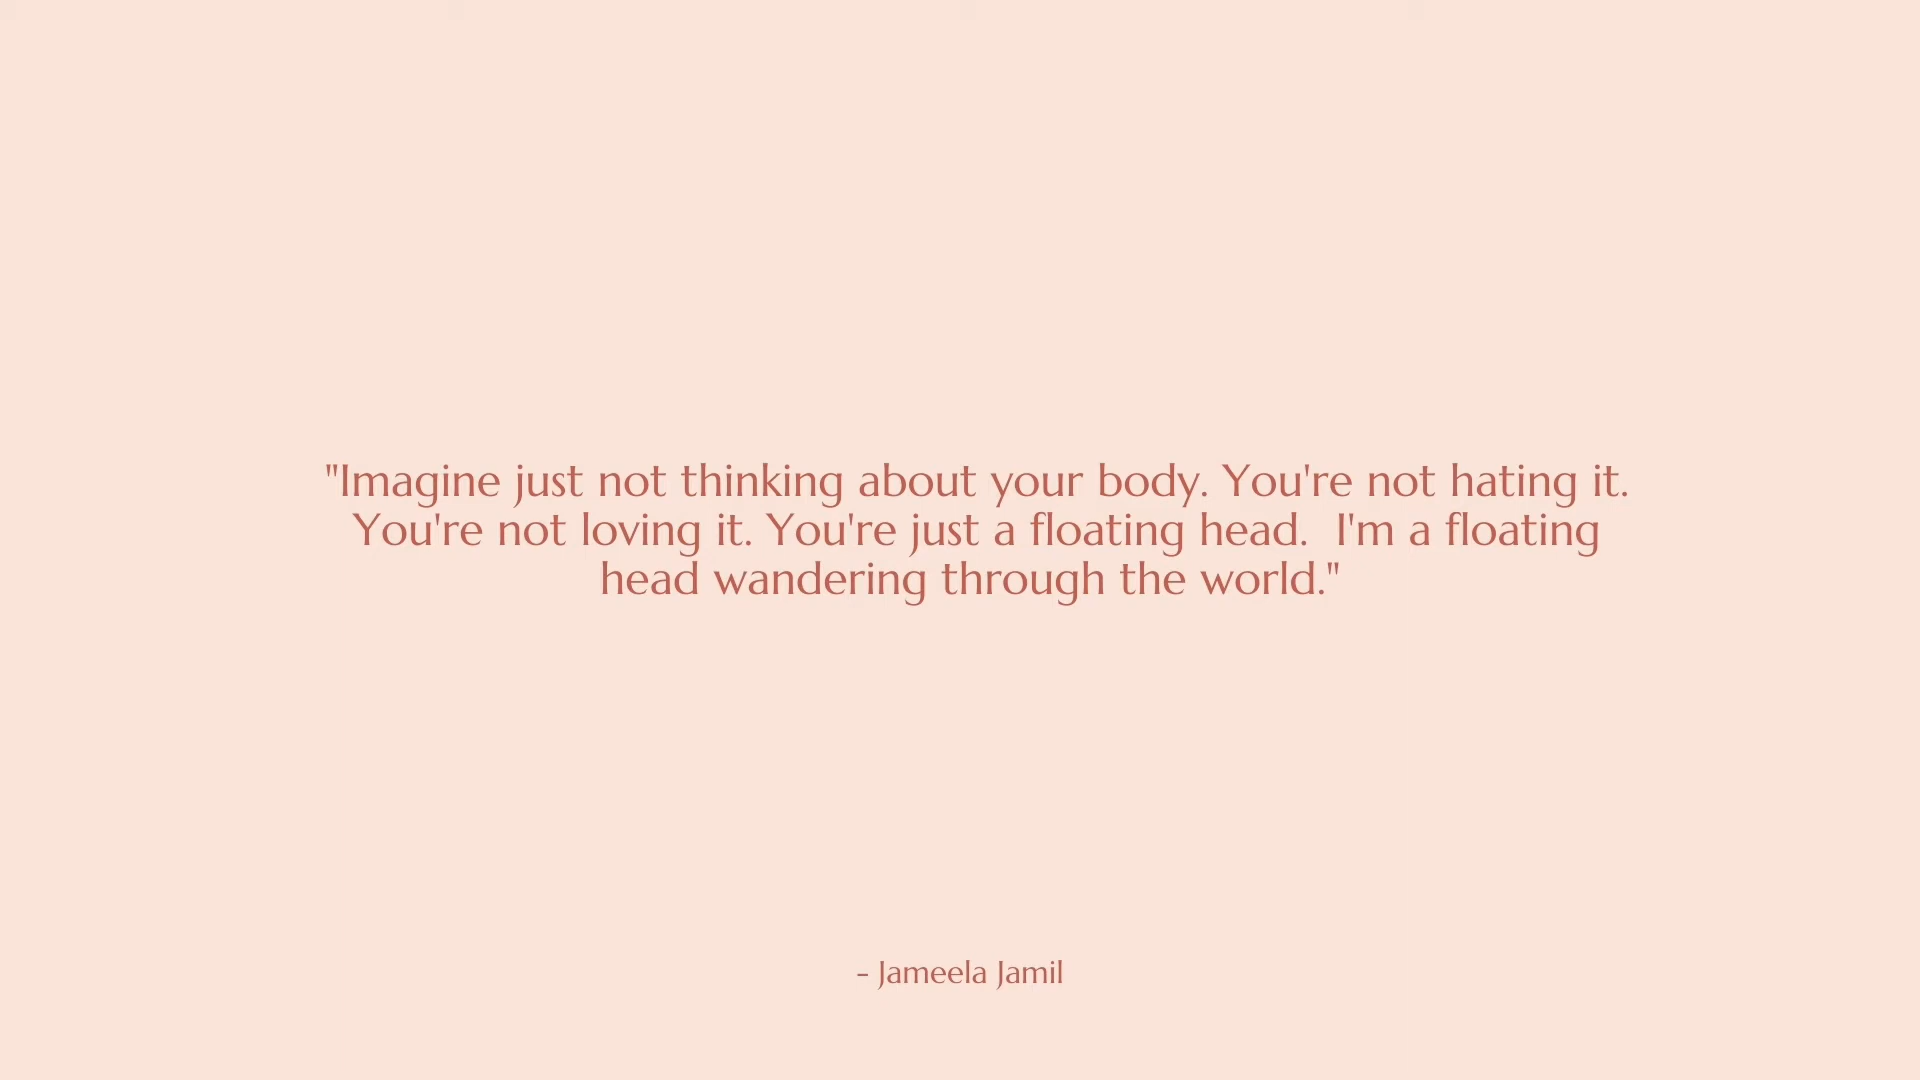 "Imagine just not thinking about your body. You're not hating it.
You're not loving it. You're just a floating head.  I'm a floating
head wandering through the world."
- Jameela Jamil